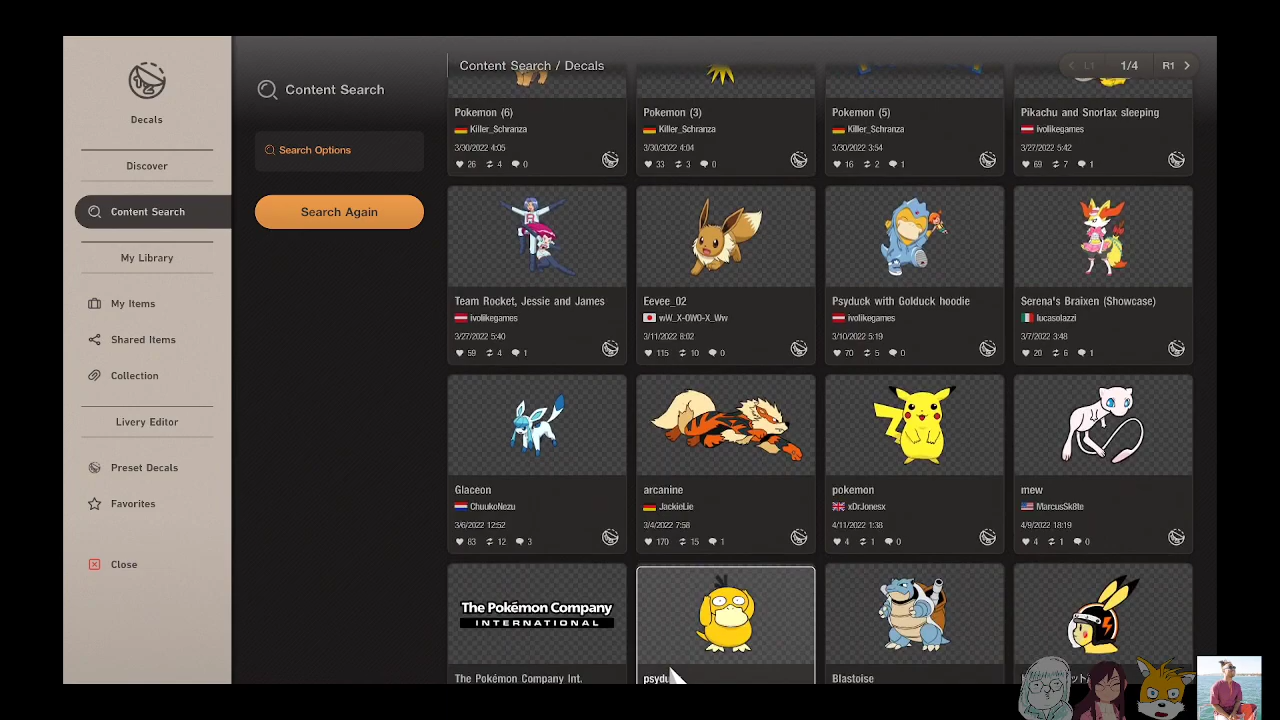 Decals
Discover
Content Search
My Library
My Items
Shared Items
Collection
Livery Editor
Preset Decals
Favorites
Close
Content Search
Search Options
Search Again
Content Search / Decals
L1 1/4 R1
Pokemon (6)
Killer_Schranza
3/30/2022 4:05
26 4 0
Pokemon (3)
Killer_Schranza
3/30/2022 4:04
33 3 0
Pokemon (5)
Killer_Schranza
3/30/2022 3:54
16 2 1
Pikachu and Snorlax sleeping
ivolikegames
3/27/2022 5:42
69 7 1
Team Rocket, Jessie and James
ivolikegames
3/27/2022 5:40
59 4 1
Eevee_02
wW_X-0W0-X_Ww
3/11/2022 8:02
115 10 0
Psyduck with Golduck hoodie
ivolikegames
3/10/2022 5:19
70 5 0
Serena's Braixen (Showcase)
lucasolazzi
3/7/2022 3:48
20 6 1
Glaceon
ChuukoNezu
3/6/2022 12:52
83 12 3
arcanine
JackieLie
3/4/2022 7:58
170 15 1
pokemon
xDrJonesx
4/11/2022 1:38
4 1 0
mew
MarcusSk8te
4/9/2022 18:19
4 1 0
The Pokémon Company
INTERNATIONAL
The Pokémon Company Int.
Blastoise